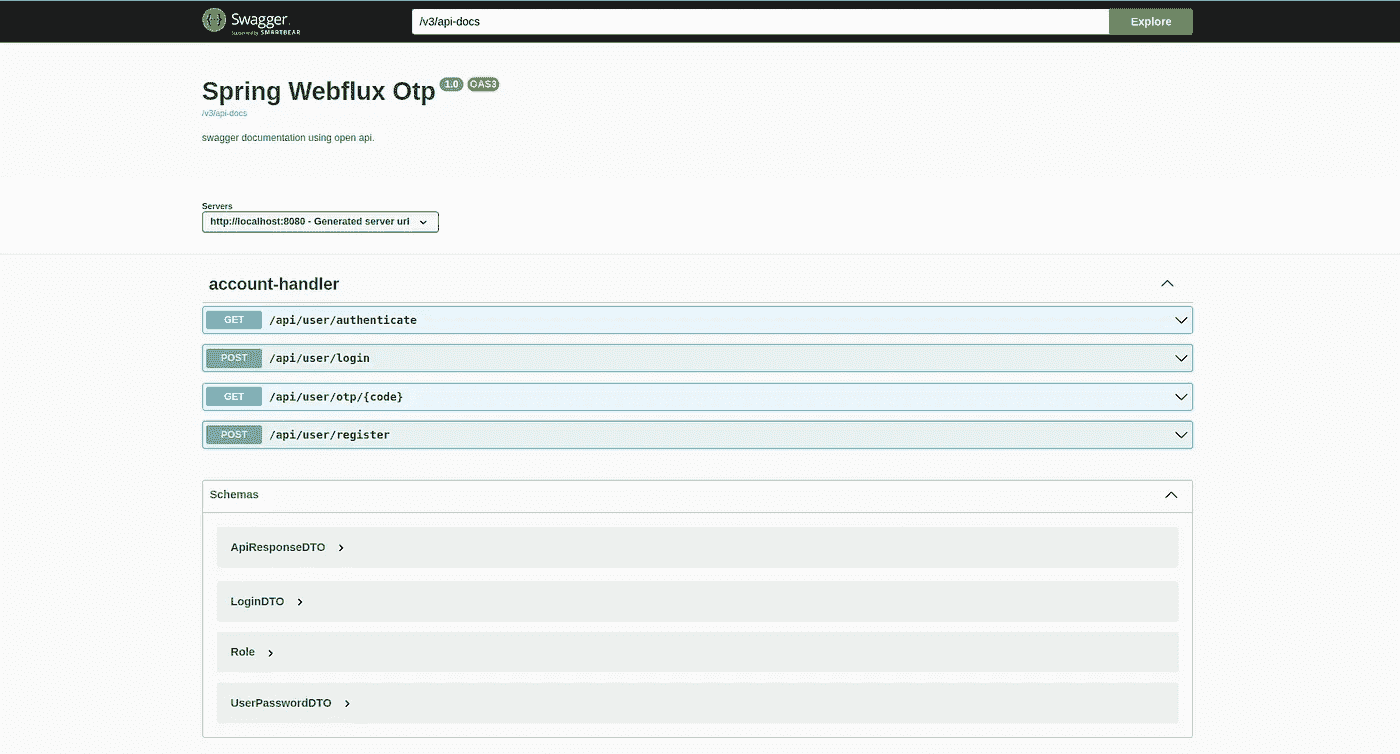 Swagger.
Supported by SMARTBEAR
/v3/api-docs
Explore
Spring Webflux Otp 1.0 OAS3
/v3/api-docs
swagger documentation using open api.
Servers
http://localhost:8080 - Generated server url
account-handler
GET /api/user/authenticate
POST /api/user/login
GET /api/user/otp/{code}
POST /api/user/register
Schemas
ApiResponseDTO
LoginDTO
Role
UserPasswordDTO